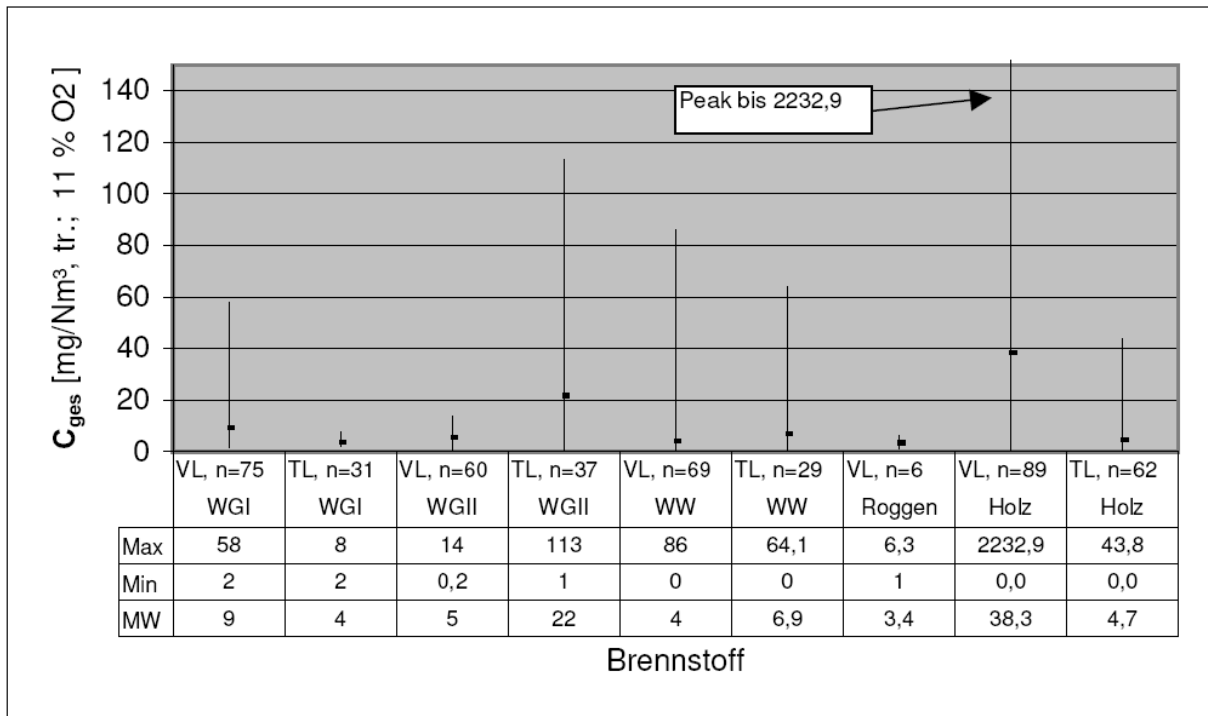 C_ges [mg/Nm³, tr.; 11 % O2 ]
140
120
100
80
60
40
20
0
Peak bis 2232,9
VL, n=75 TL, n=31 VL, n=60 TL, n=37 VL, n=69 TL, n=29 VL, n=6 VL, n=89 TL, n=62
WGI WGI WGII WGII WW WW Roggen Holz Holz
Max 58 8 14 113 86 64,1 6,3 2232,9 43,8
Min 2 2 0,2 1 0 0 1 0,0 0,0
MW 9 4 5 22 4 6,9 3,4 38,3 4,7
Brennstoff